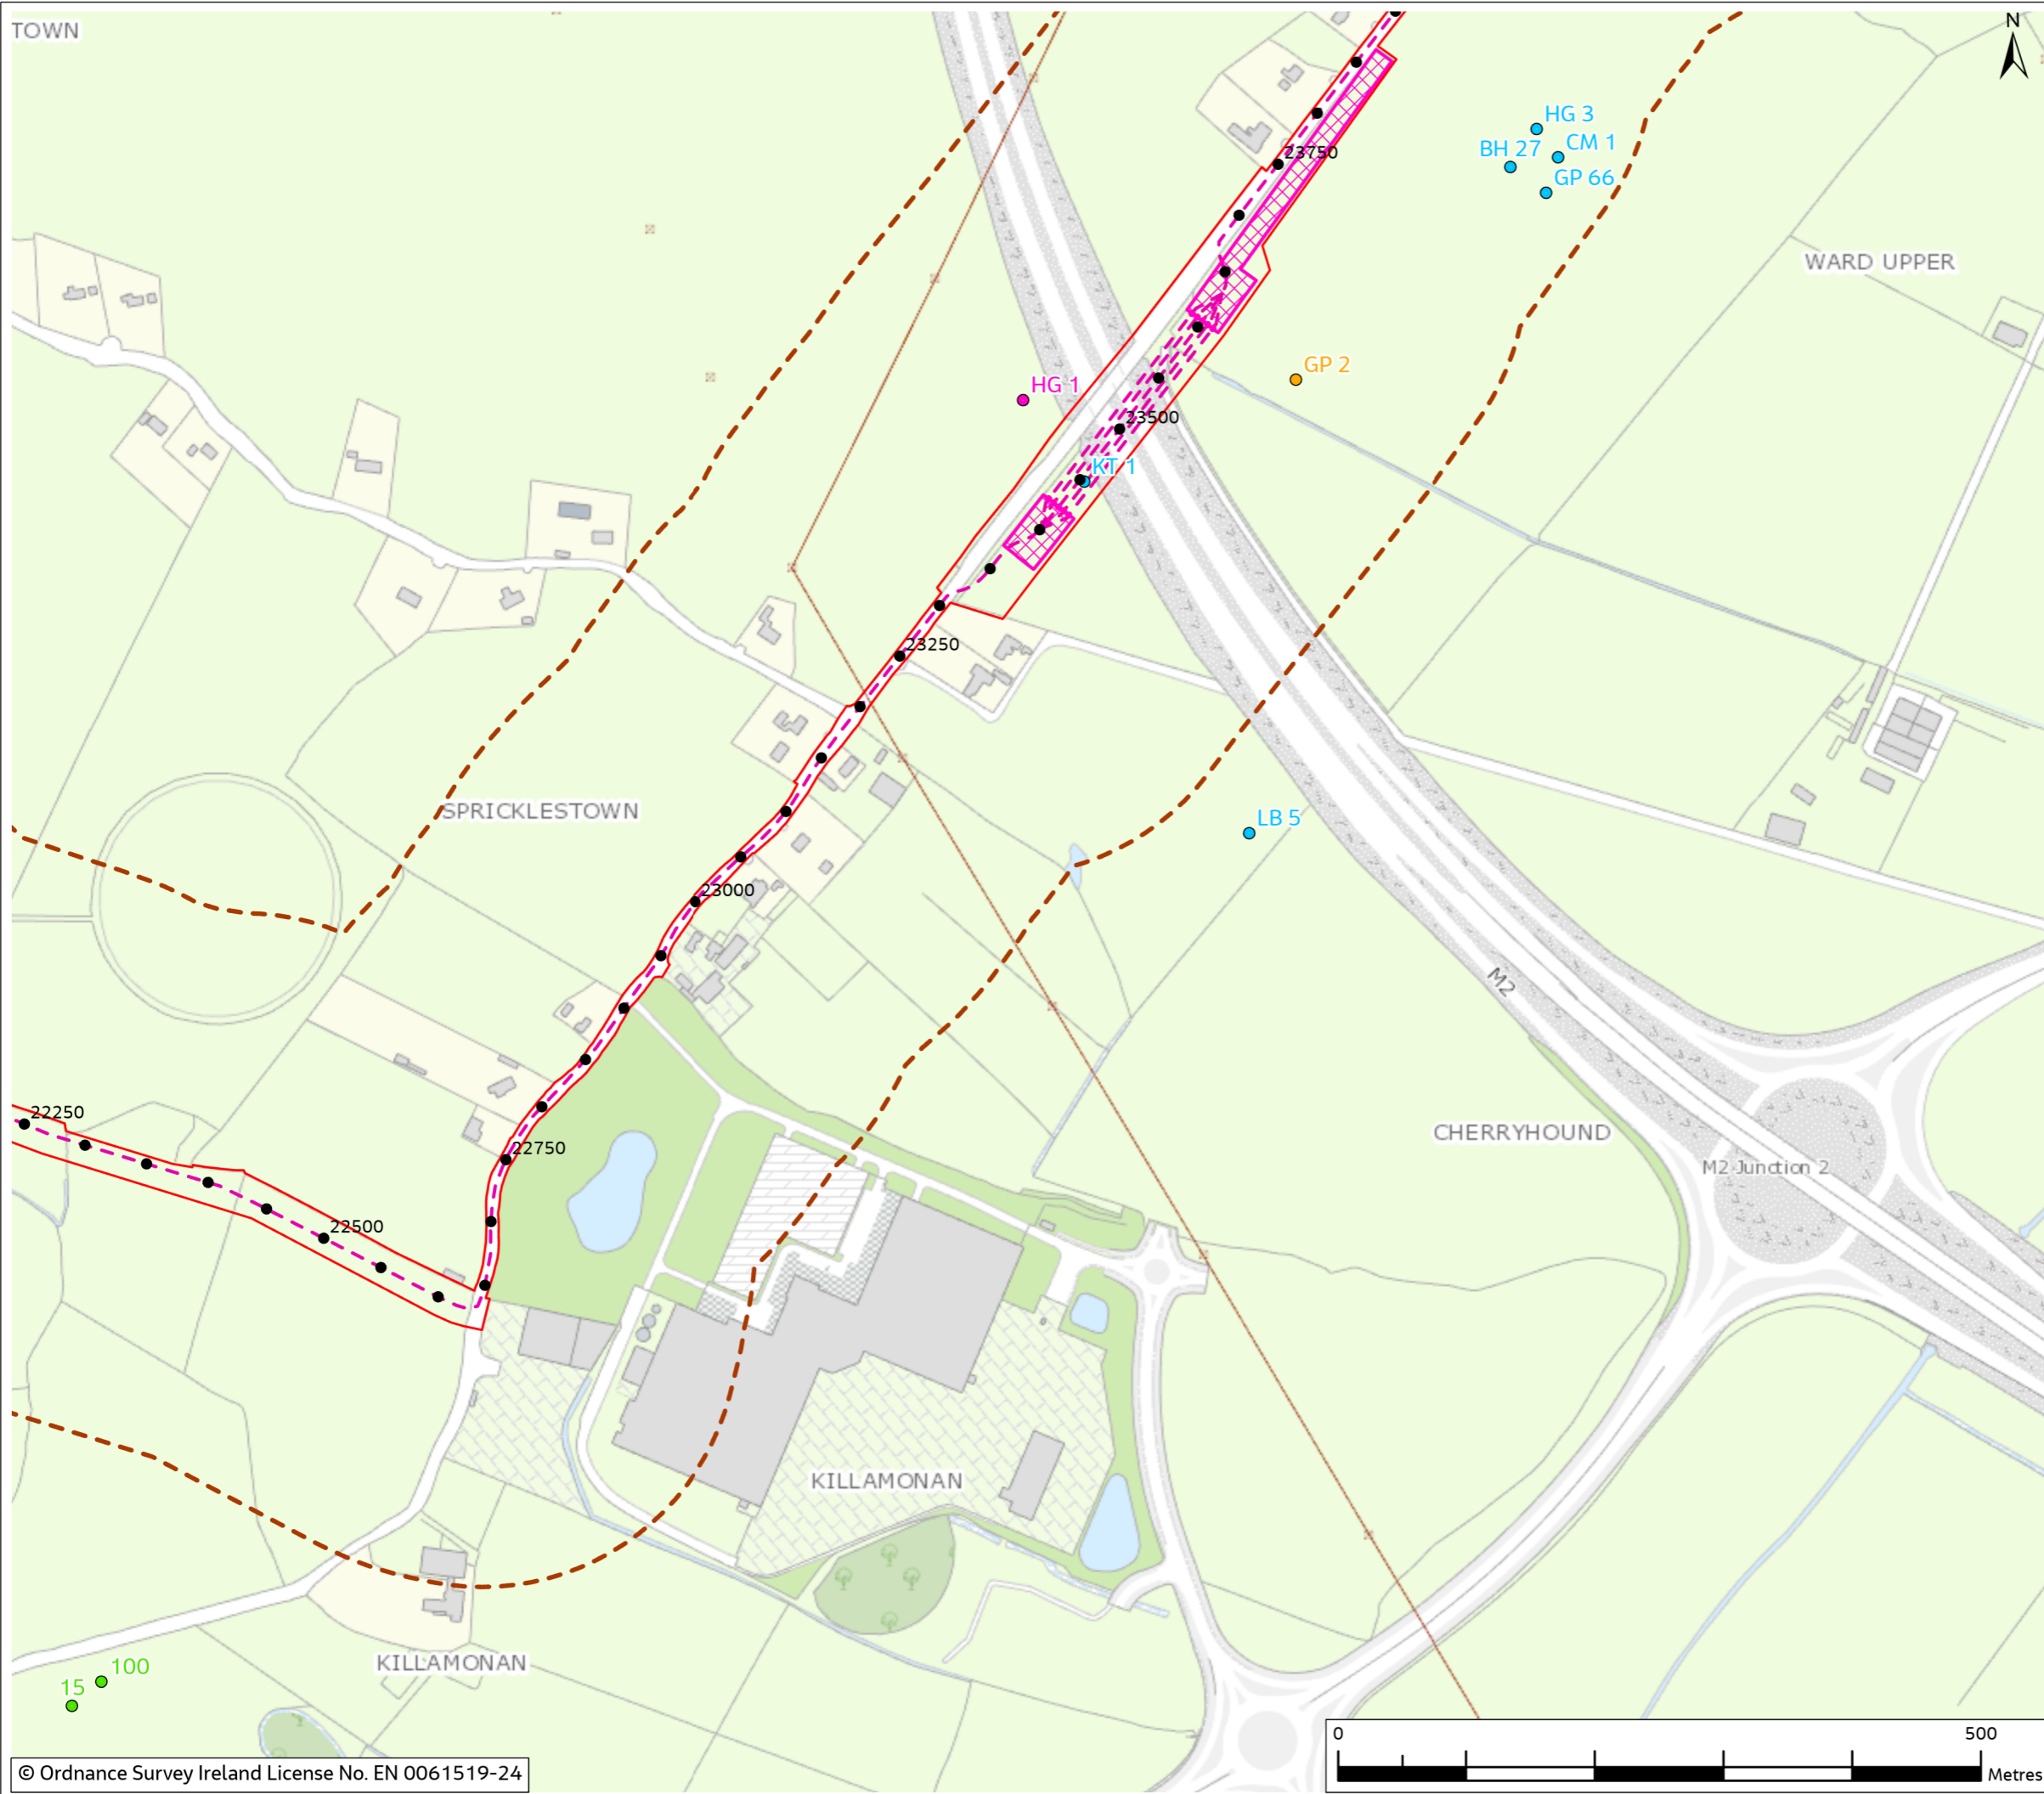 TOWN
N
HG 3
CM 1
BH 27
GP 66
23750
WARD UPPER
GP 2
HG 1
23500
KT 1
23250
SPRICKLESTOWN
LB 5
23000
M2
22250
22750
CHERRYHOUND
M2 Junction 2
22500
KILLAMONAN
KILLAMONAN
100
15
0
500
Metres
© Ordnance Survey Ireland License No. EN 0061519-24